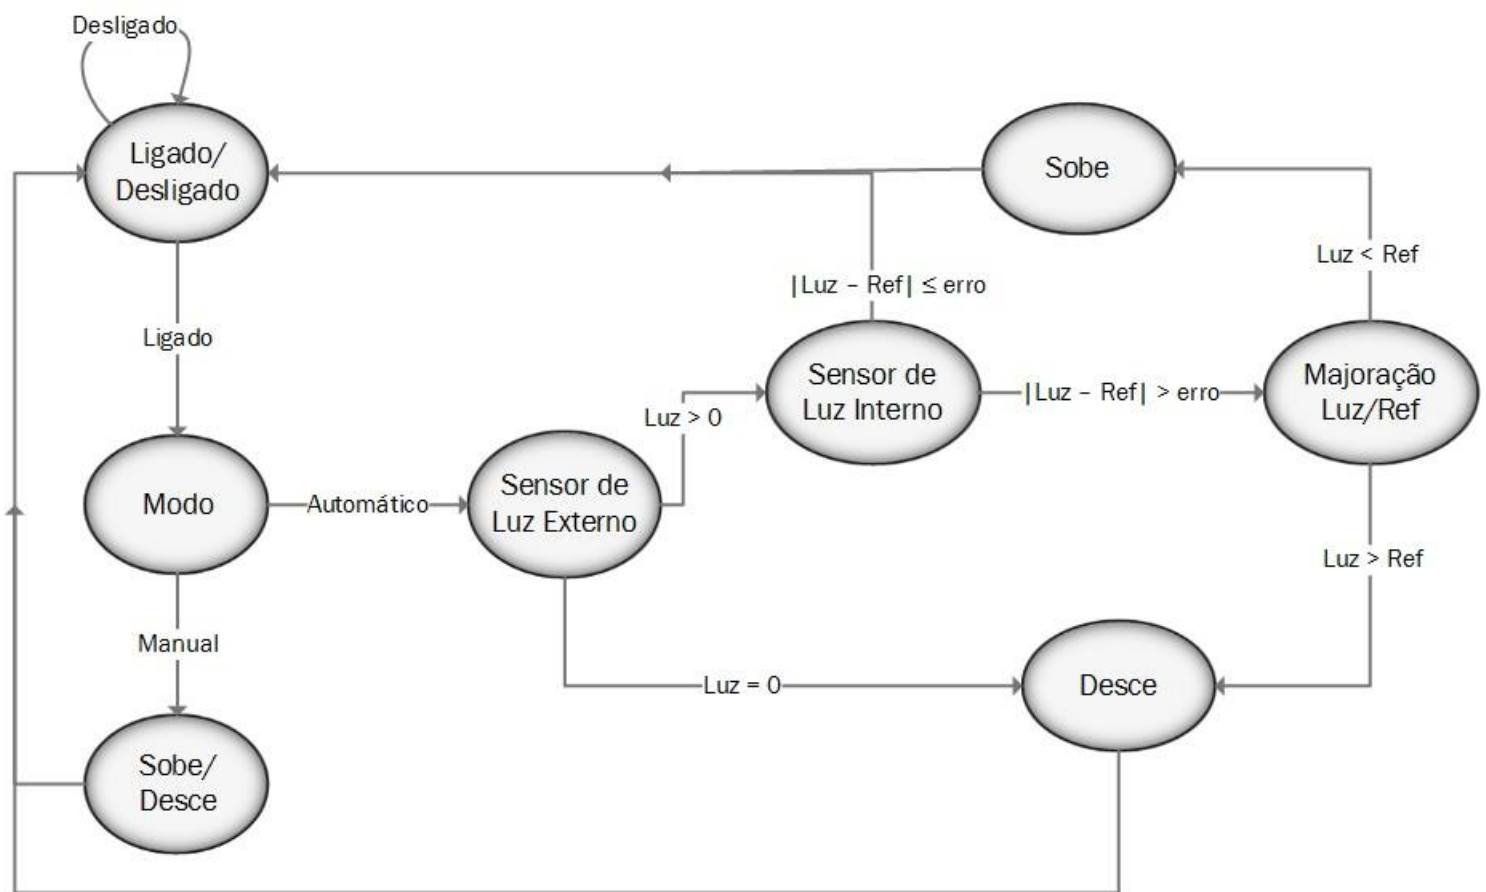 Desligado
Ligado/
Desligado
Sobe
Luz < Ref
|Luz – Ref| ≤ erro
Ligado
Sensor de
Luz Interno
|Luz – Ref| > erro
Majoração
Luz/Ref
Luz > 0
Modo
Automático
Sensor de
Luz Externo
Luz > Ref
Manual
Luz = 0
Desce
Sobe/
Desce